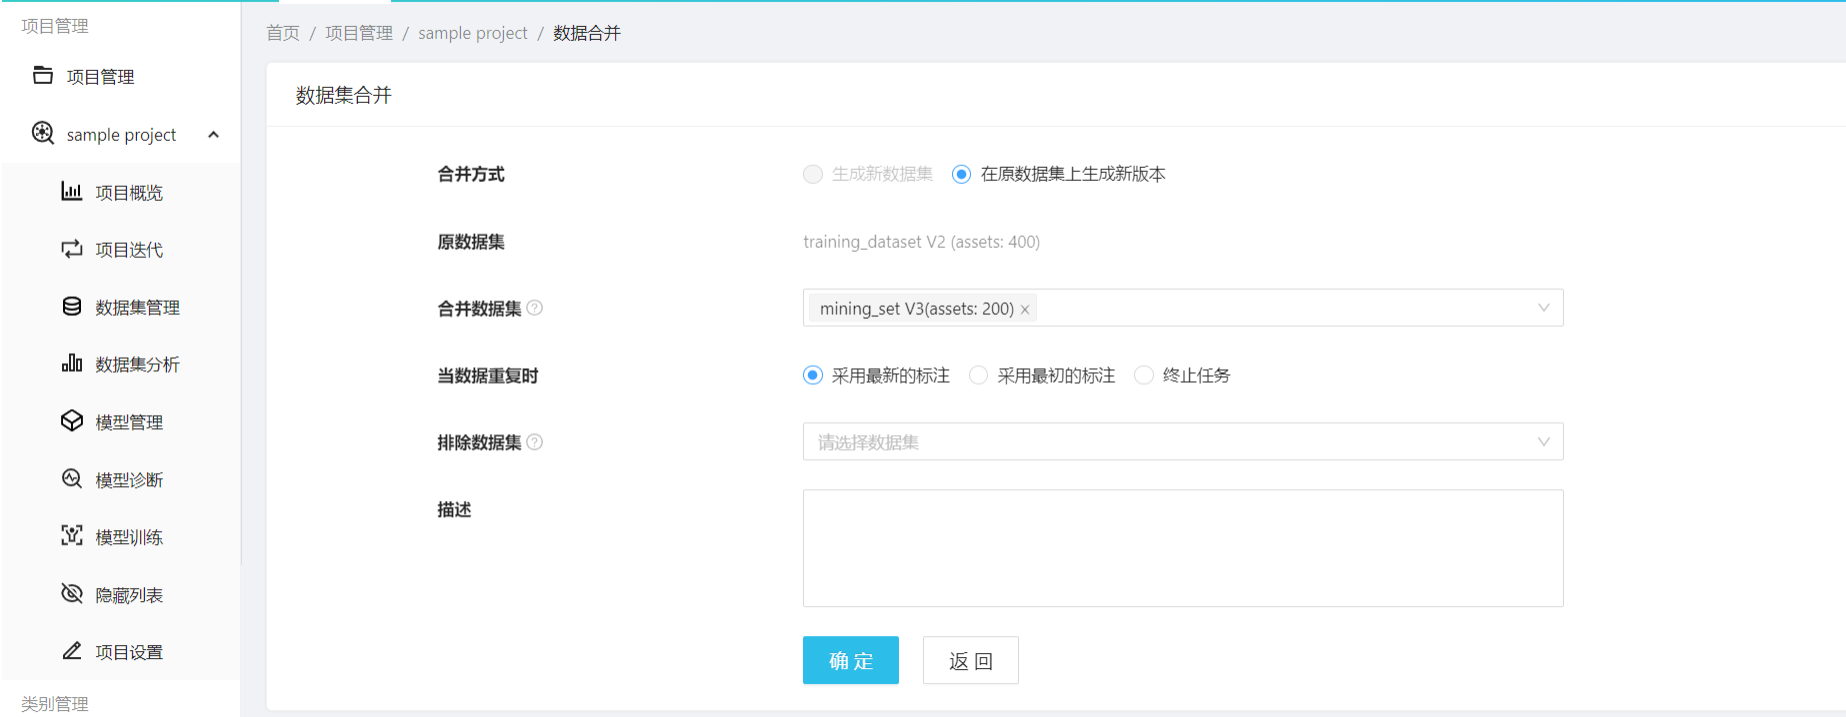 项目管理
项目管理
sample project
项目概览
项目迭代
数据集管理
数据集分析
模型管理
模型诊断
模型训练
隐藏列表
项目设置
类别管理
首页 / 项目管理 / sample project / 数据合并
数据集合并
合并方式 生成新数据集 在原数据集上生成新版本
原数据集 training_dataset V2 (assets: 400)
合并数据集 ? mining_set V3(assets: 200) ×
当数据重复时 采用最新的标注 采用最初的标注 终止任务
排除数据集 ? 请选择数据集
描述
确 定 返 回